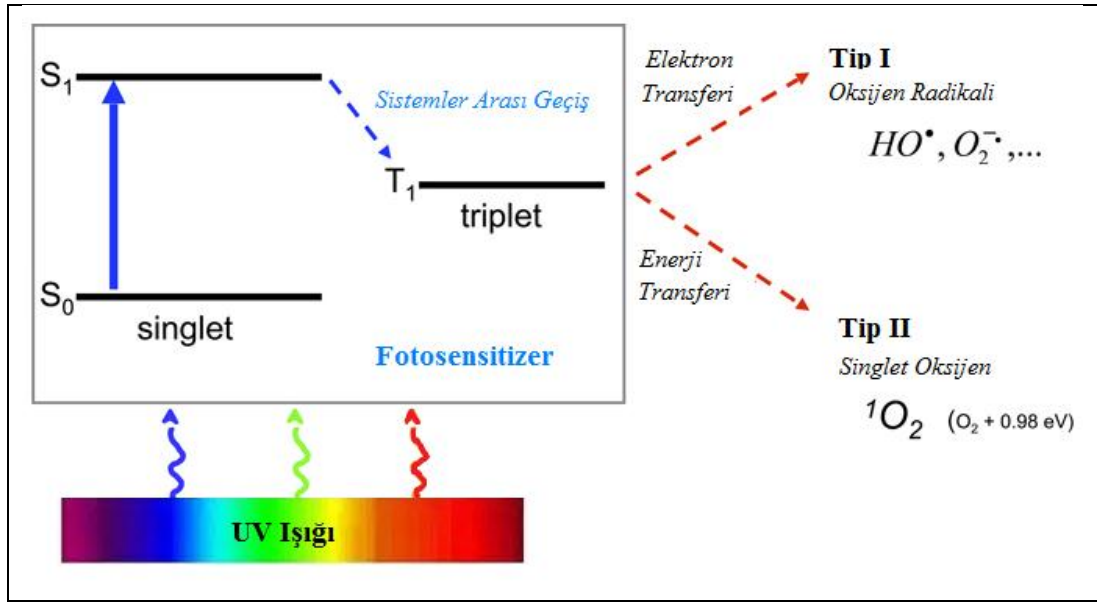 S1
Sistemler Arası Geçiş
T1
triplet
S0
singlet
Fotosensitizer
UV Işığı
Elektron
Transferi
Enerji
Transferi
Tip I
Oksijen Radikali
HO•, O2−•,...
Tip II
Singlet Oksijen
1O2 (O2 + 0.98 eV)